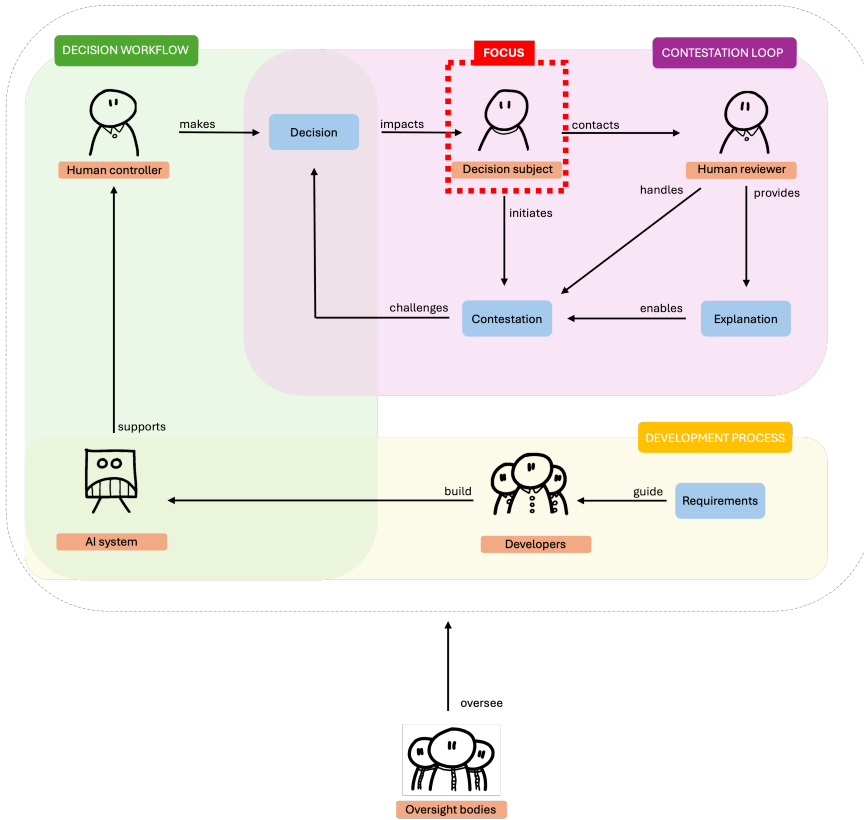 DECISION WORKFLOW
FOCUS
CONTESTATION LOOP
makes
Decision
impacts
contacts
Human controller
Decision subject
Human reviewer
handles
provides
initiates
challenges
Contestation
enables
Explanation
supports
DEVELOPMENT PROCESS
build
guide
Requirements
AI system
Developers
oversee
Oversight bodies